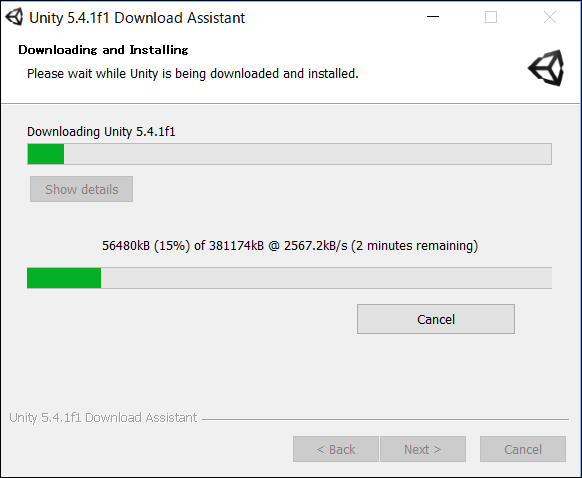 Unity 5.4.1f1 Download Assistant
Downloading and Installing
Please wait while Unity is being downloaded and installed.
Downloading Unity 5.4.1f1
Show details
56480kB (15%) of 381174kB @ 2567.2kB/s (2 minutes remaining)
Cancel
Unity 5.4.1f1 Download Assistant
< Back Next > Cancel